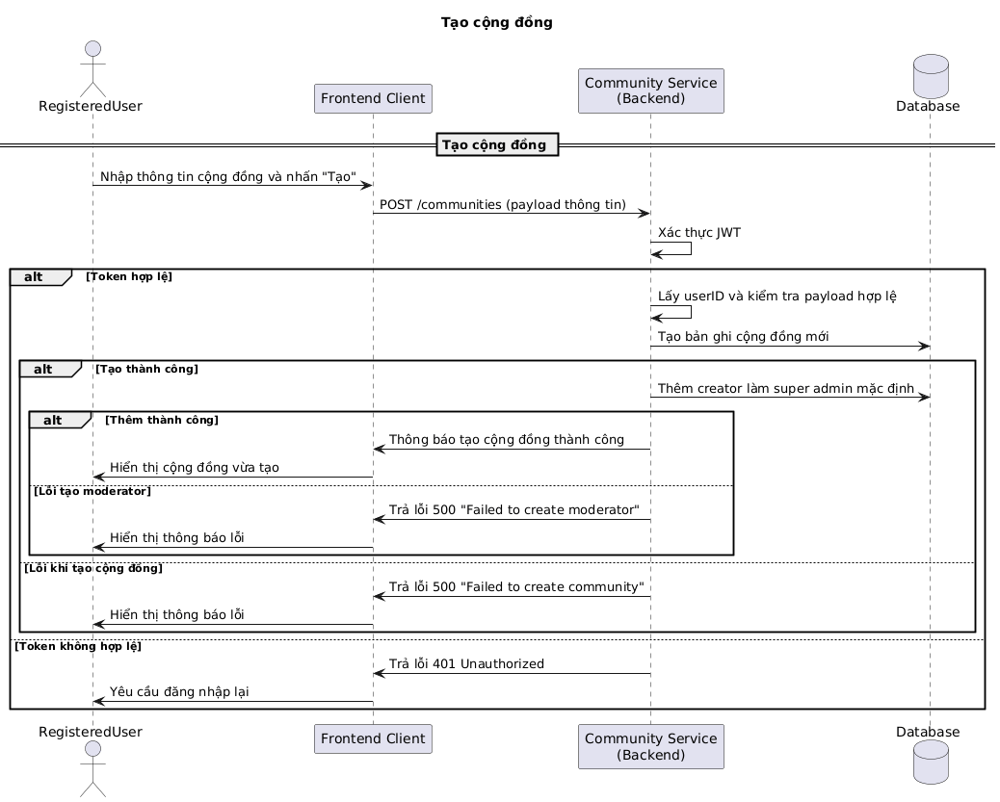 Tạo cộng đồng
RegisteredUser
Frontend Client
Community Service
(Backend)
Database
Tạo cộng đồng
Nhập thông tin cộng đồng và nhấn "Tạo"
POST /communities (payload thông tin)
Xác thực JWT
alt
[Token hợp lệ]
Lấy userID và kiểm tra payload hợp lệ
Tạo bản ghi cộng đồng mới
alt
[Tạo thành công]
Thêm creator làm super admin mặc định
alt
[Thêm thành công]
Thông báo tạo cộng đồng thành công
Hiển thị cộng đồng vừa tạo
[Lỗi tạo moderator]
Trả lỗi 500 "Failed to create moderator"
Hiển thị thông báo lỗi
[Lỗi khi tạo cộng đồng]
Trả lỗi 500 "Failed to create community"
Hiển thị thông báo lỗi
[Token không hợp lệ]
Trả lỗi 401 Unauthorized
Yêu cầu đăng nhập lại
RegisteredUser
Frontend Client
Community Service
(Backend)
Database